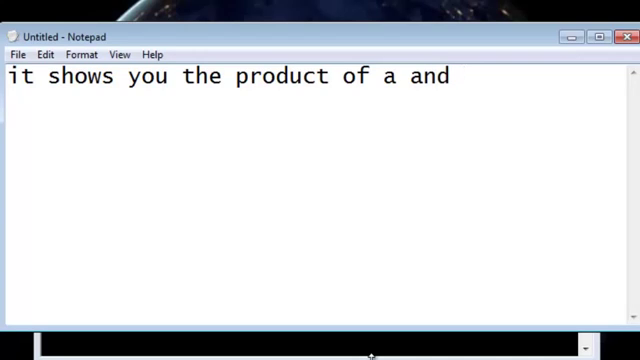 Untitled - Notepad
File Edit Format View Help
it shows you the product of a and